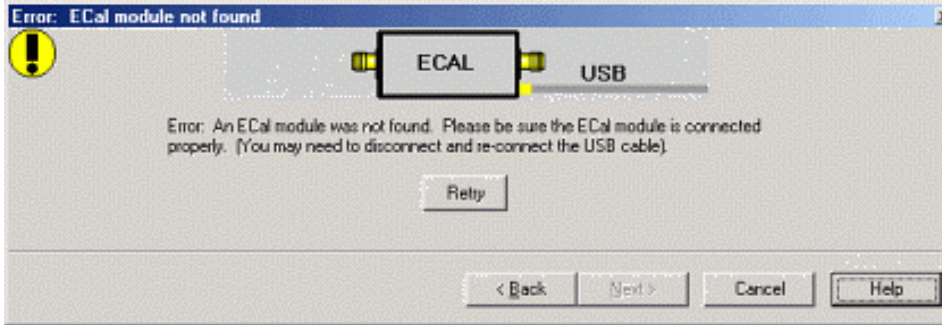 Error: ECal module not found
ECAL
USB
Error: An ECal module was not found. Please be sure the ECal module is connected
properly. (You may need to disconnect and re-connect the USB cable).
Retry
< Back Next > Cancel Help